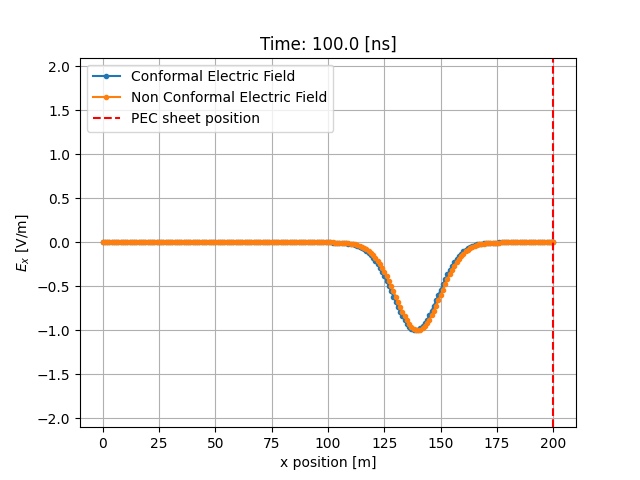 Time: 100.0 [ns]
Conformal Electric Field
Non Conformal Electric Field
PEC sheet position
2.0
1.5
1.0
0.5
0.0
−0.5
−1.0
−1.5
−2.0
Eₓ [V/m]
0 25 50 75 100 125 150 175 200
x position [m]